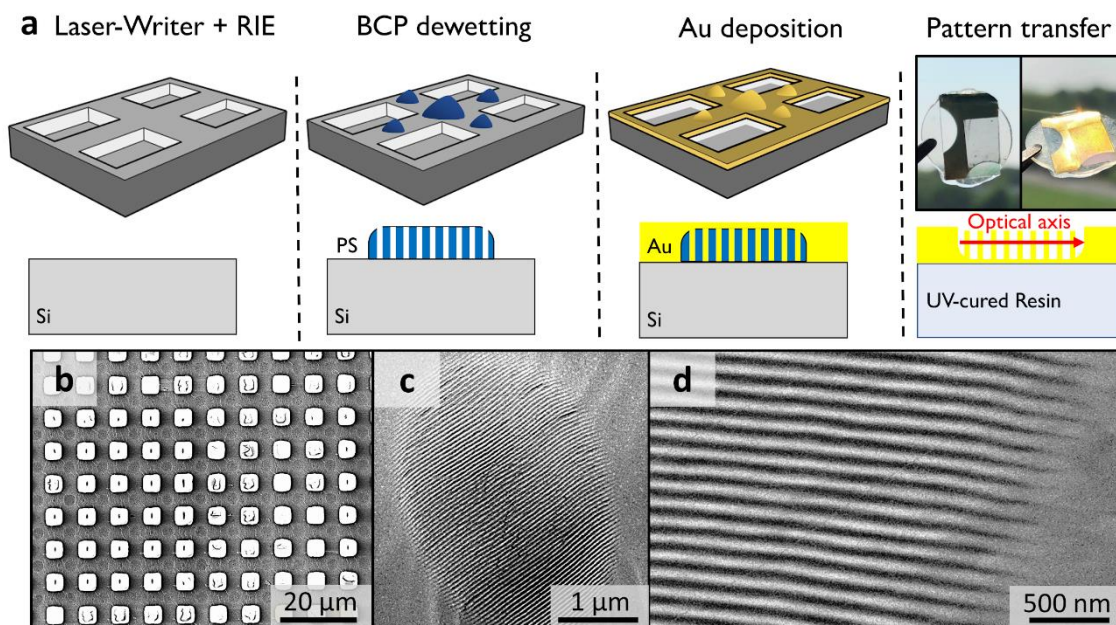 a Laser-Writer + RIE
BCP dewetting
Au deposition
Pattern transfer
Si
PS
Si
Au
Si
Optical axis
UV-cured Resin
b
20 µm
c
1 µm
d
500 nm